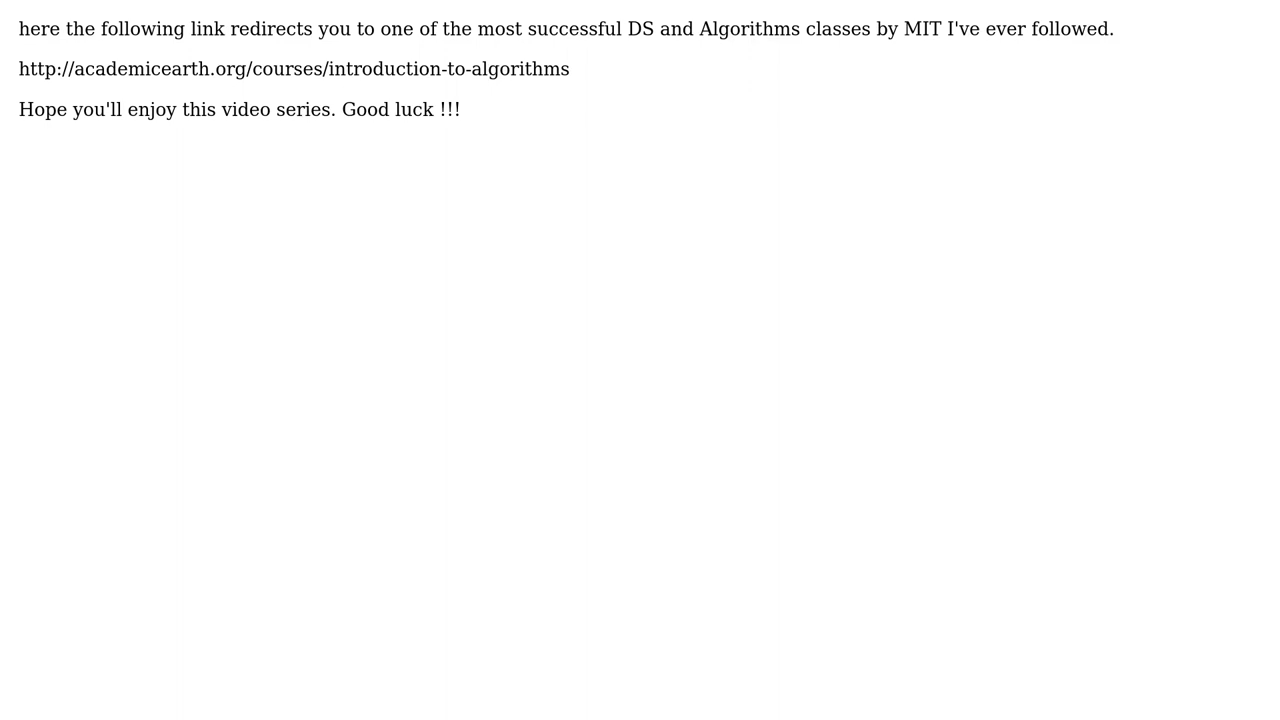 here the following link redirects you to one of the most successful DS and Algorithms classes by MIT I've ever followed.
http://academicearth.org/courses/introduction-to-algorithms
Hope you'll enjoy this video series. Good luck !!!